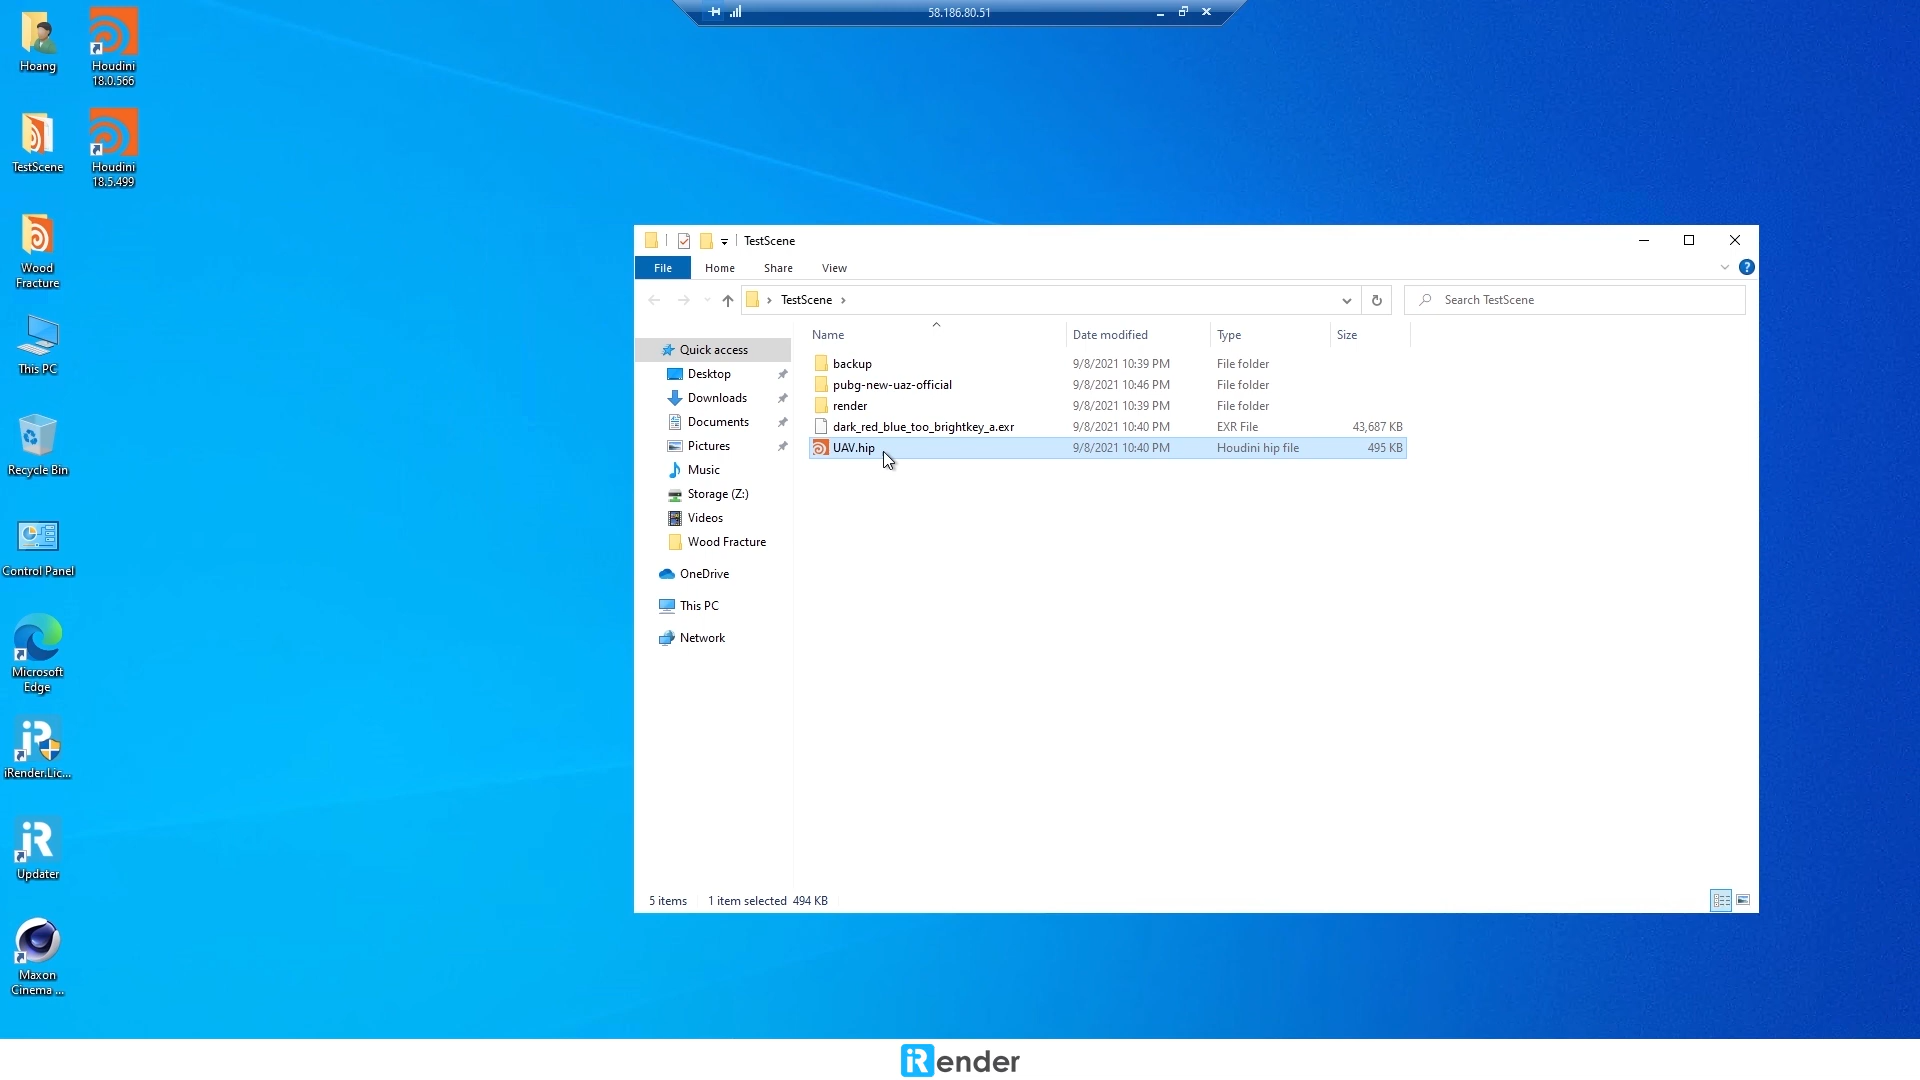 58.186.80.51
Hoang
Houdini
18.0.566
TestScene
Houdini
18.5.499
Wood
Fracture
This PC
Recycle Bin
Control Panel
Microsoft
Edge
iRender.Lic...
Updater
Maxon
Cinema ...
TestScene
File Home Share View
TestScene
Search TestScene
Name Date modified Type Size
Quick access
Desktop
Downloads
Documents
Pictures
Music
Storage (Z:)
Videos
Wood Fracture
OneDrive
This PC
Network
backup 9/8/2021 10:39 PM File folder
pubg-new-uaz-official 9/8/2021 10:46 PM File folder
render 9/8/2021 10:39 PM File folder
dark_red_blue_too_brightkey_a.exr 9/8/2021 10:40 PM EXR File 43,687 KB
UAV.hip 9/8/2021 10:40 PM Houdini hip file 495 KB
5 items 1 item selected 494 KB
iRender